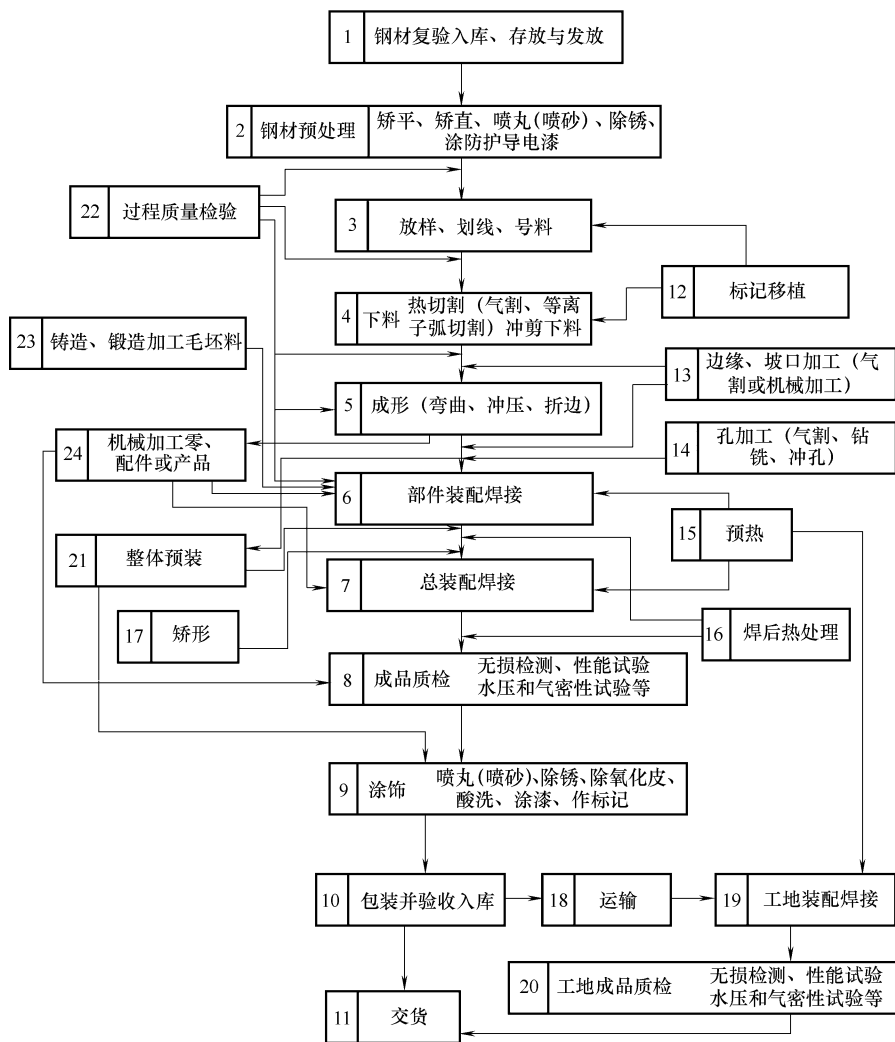 1 钢材复验入库、存放与发放
2 钢材预处理 矫平、矫直、喷丸(喷砂)、除锈、
涂防护导电漆
22 过程质量检验
3 放样、划线、号料
12 标记移植
4 下料 热切割（气割、等离
子弧切割）冲剪下料
23 铸造、锻造加工毛坯料
13 边缘、坡口加工（气
割或机械加工）
5 成形（弯曲、冲压、折边）
24 机械加工零、
配件或产品
14 孔加工（气割、钻
铣、冲孔）
6 部件装配焊接
15 预热
21 整体预装
7 总装配焊接
17 矫形
16 焊后热处理
8 成品质检 无损检测、性能试验
水压和气密性试验等
9 涂饰 喷丸(喷砂)、除锈、除氧化皮、
酸洗、涂漆、作标记
10 包装并验收入库
18 运输
19 工地装配焊接
20 工地成品质检 无损检测、性能试验
水压和气密性试验等
11 交货